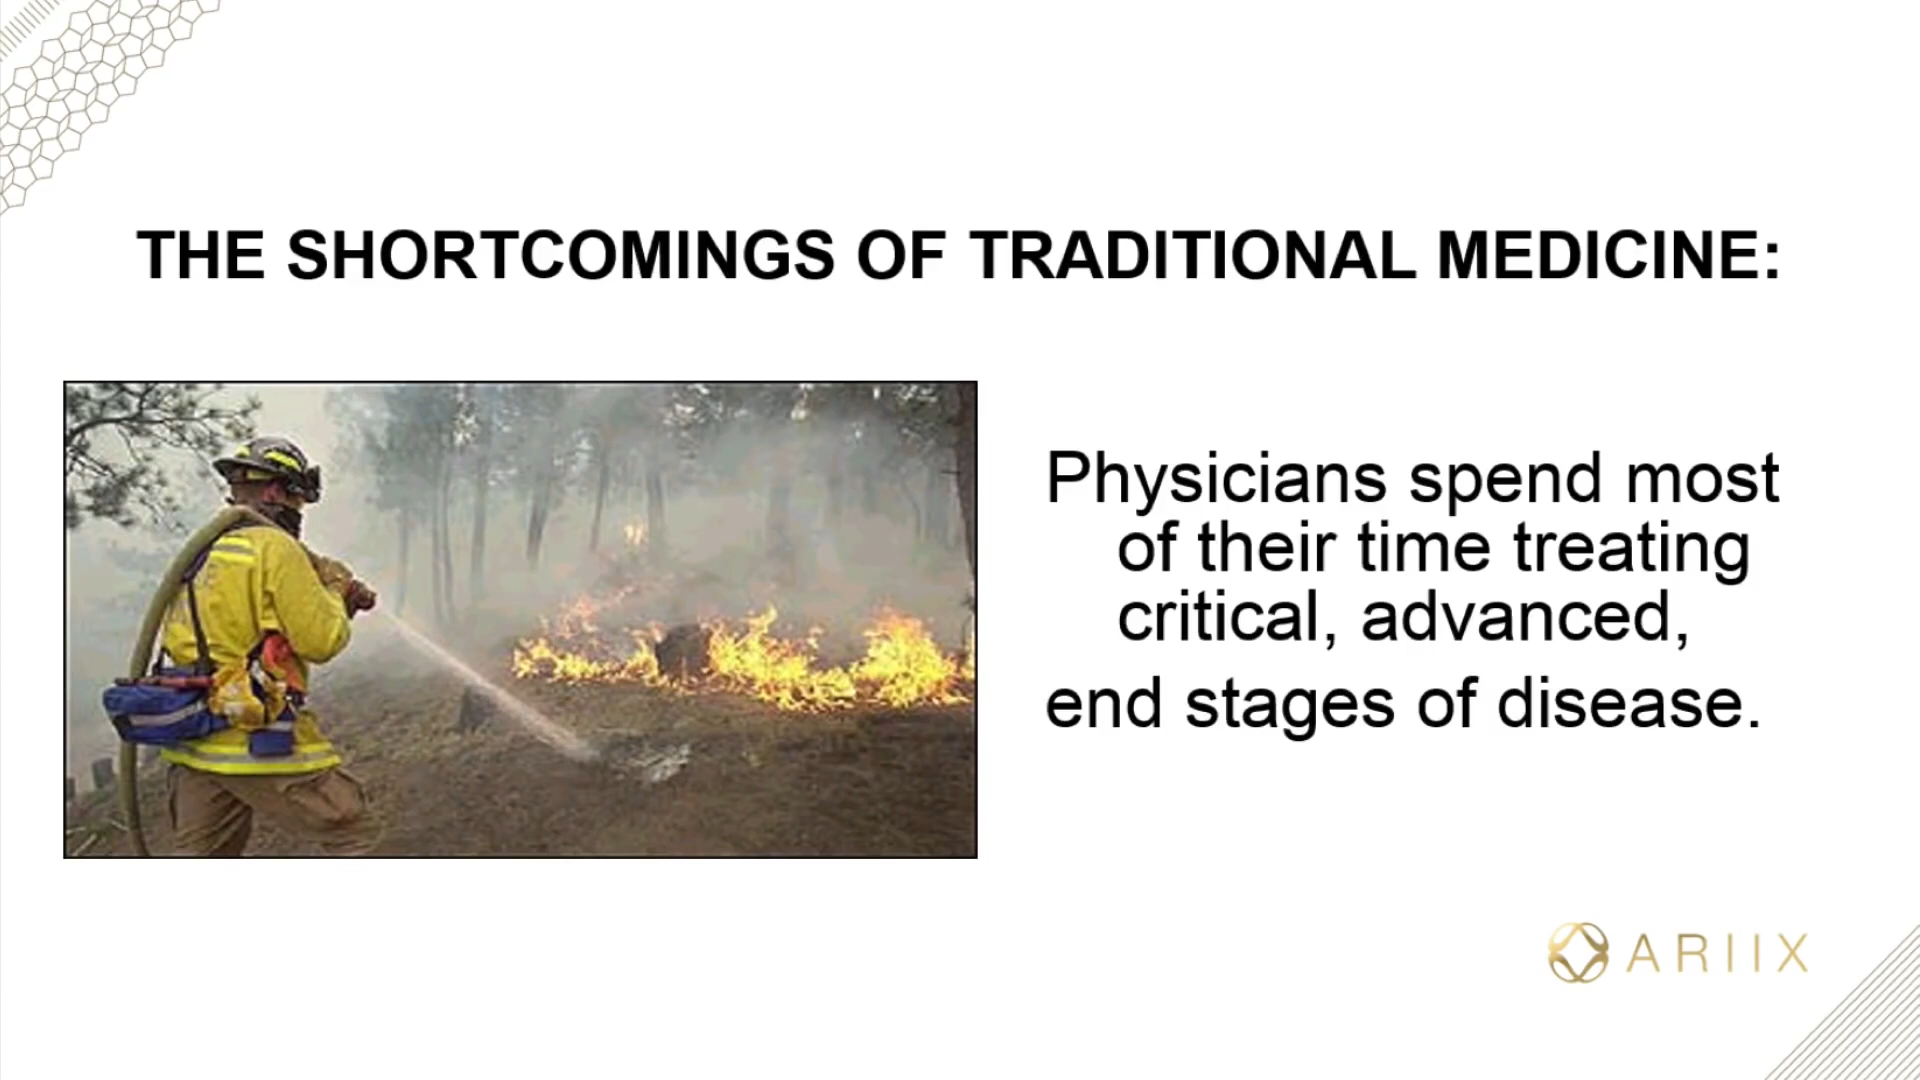 THE SHORTCOMINGS OF TRADITIONAL MEDICINE:
Physicians spend most
of their time treating
critical, advanced,
end stages of disease.
ARIIX